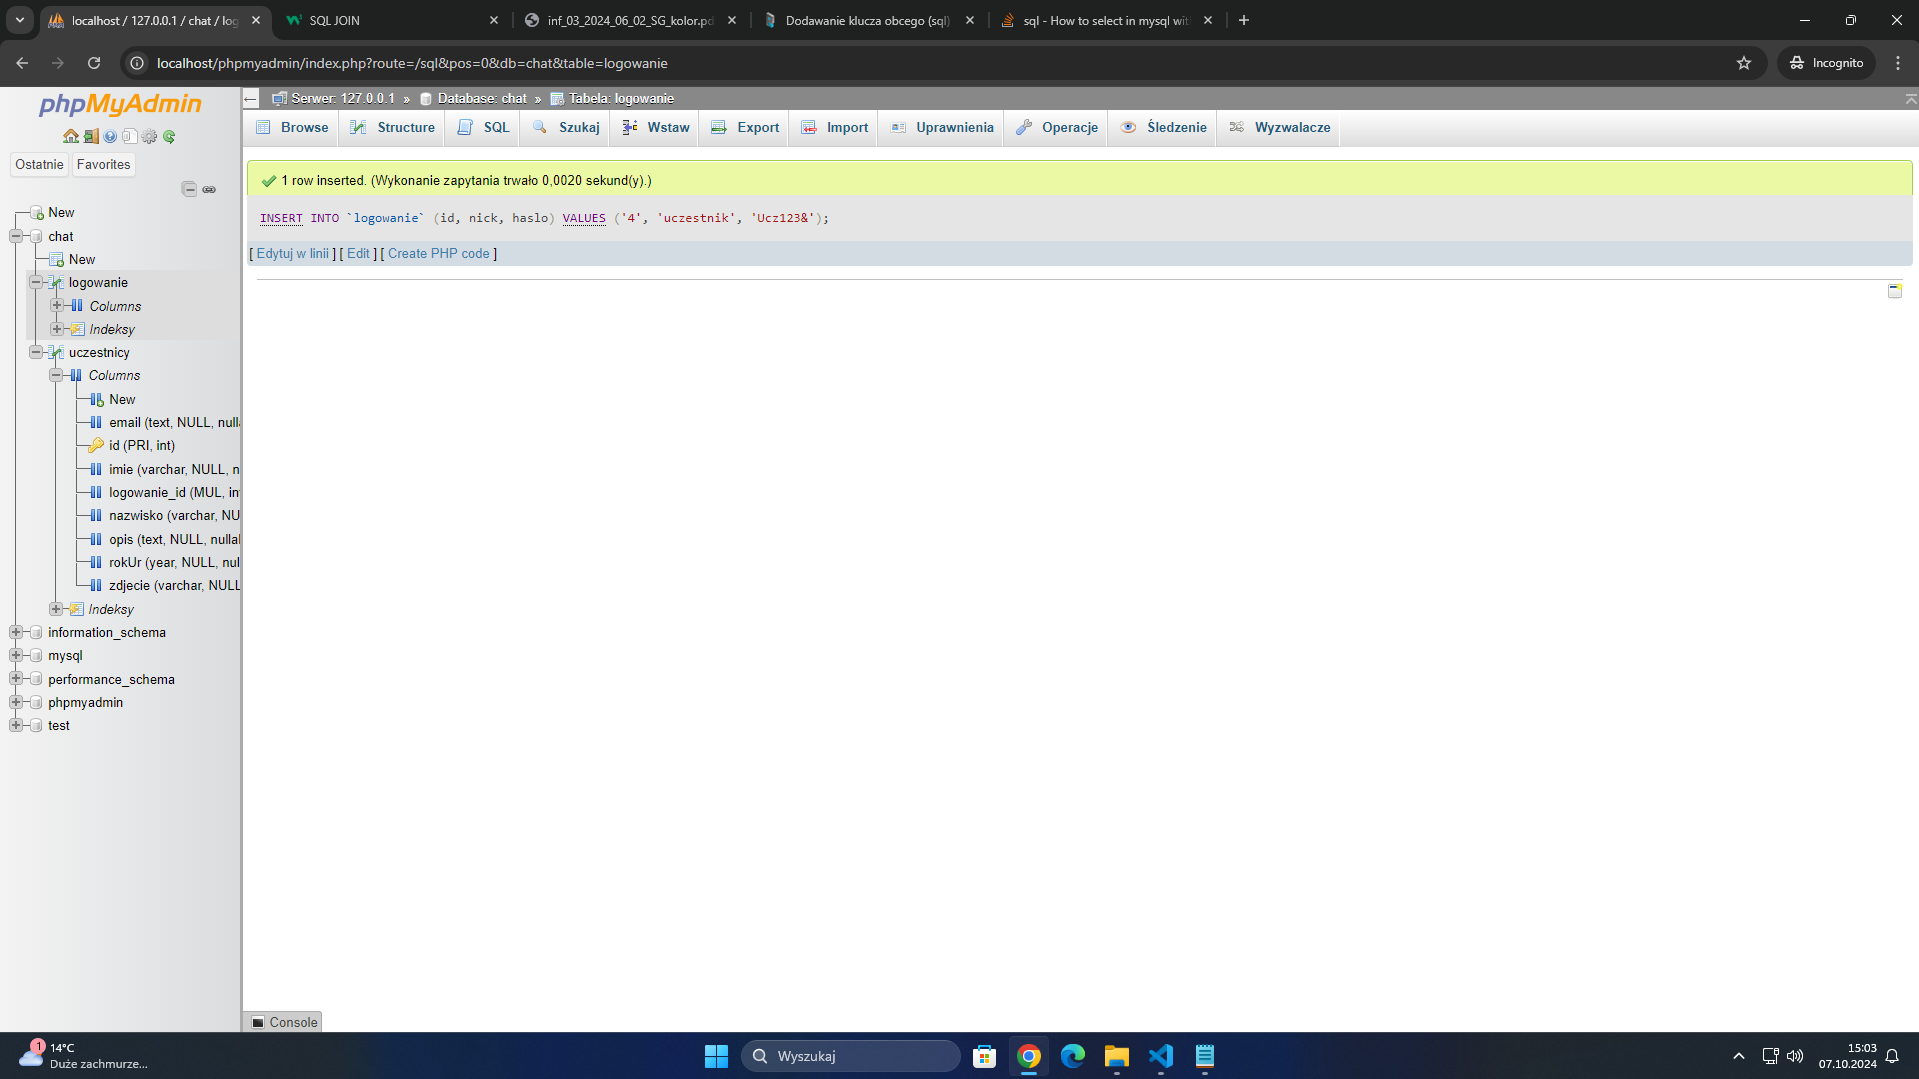 localhost / 127.0.0.1 / chat / log
SQL JOIN
inf_03_2024_06_02_SG_kolor.pd
Dodawanie klucza obcego (sql)
sql - How to select in mysql wit
localhost/phpmyadmin/index.php?route=/sql&pos=0&db=chat&table=logowanie
Incognito
phpMyAdmin
Ostatnie
Favorites
New
chat
New
logowanie
Columns
Indeksy
uczestnicy
Columns
New
email (text, NULL, nulla
id (PRI, int)
imie (varchar, NULL, n
logowanie_id (MUL, int
nazwisko (varchar, NU
opis (text, NULL, nullal
rokUr (year, NULL, nul
zdjecie (varchar, NULL
Indeksy
information_schema
mysql
performance_schema
phpmyadmin
test
Serwer: 127.0.0.1 » Database: chat » Tabela: logowanie
Browse
Structure
SQL
Szukaj
Wstaw
Export
Import
Uprawnienia
Operacje
Śledzenie
Wyzwalacze
1 row inserted. (Wykonanie zapytania trwało 0,0020 sekund(y).)
INSERT INTO `logowanie` (id, nick, haslo) VALUES ('4', 'uczestnik', 'Ucz123&');
[ Edytuj w linii ] [ Edit ] [ Create PHP code ]
Console
1
14°C
Duże zachmurze...
Wyszukaj
15:03
07.10.2024